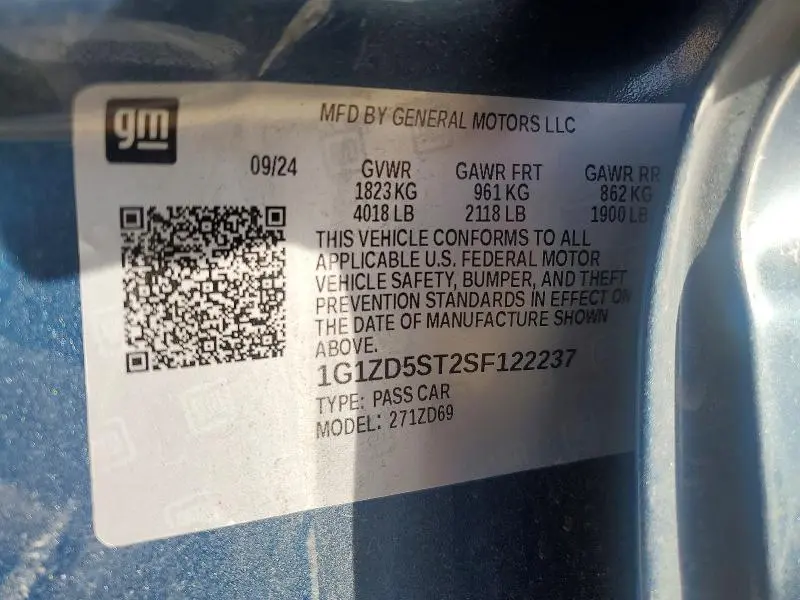 gm
MFD BY GENERAL MOTORS LLC
09/24 GVWR GAWR FRT GAWR RR
1823 KG 961 KG 862 KG
4018 LB 2118 LB 1900 LB
THIS VEHICLE CONFORMS TO ALL
APPLICABLE U.S. FEDERAL MOTOR
VEHICLE SAFETY, BUMPER, AND THEFT
PREVENTION STANDARDS IN EFFECT ON
THE DATE OF MANUFACTURE SHOWN
ABOVE.
1G1ZD5ST2SF122237
TYPE: PASS CAR
MODEL: 271ZD69